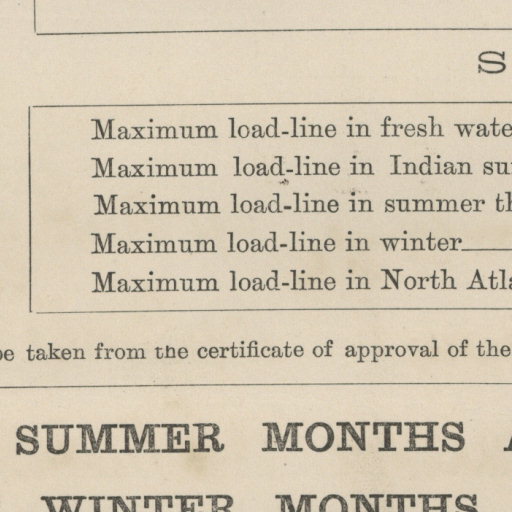 S
Maximum load-line in fresh wate
Maximum load-line in Indian su
Maximum load-line in summer th
Maximum load-line in winter
Maximum load-line in North Atla
be taken from the certificate of approval of the
SUMMER MONTHS A
WINTER MONTHS